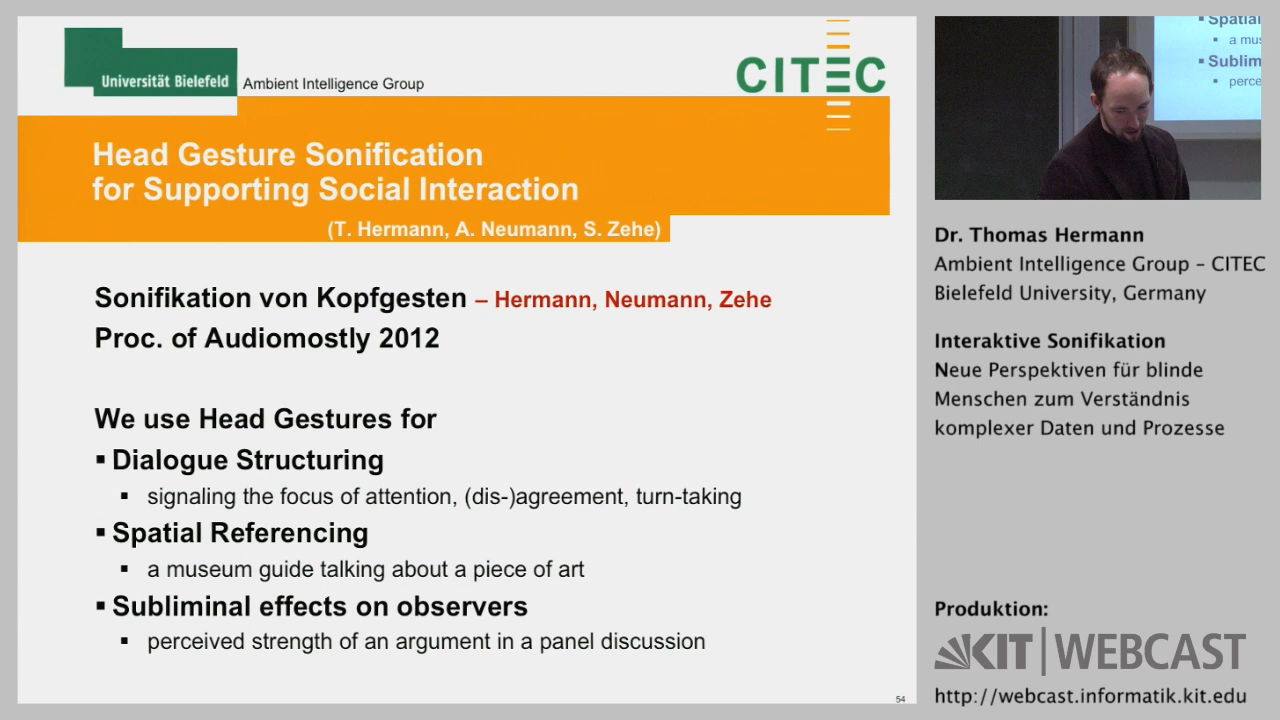 Universität Bielefeld
Ambient Intelligence Group
CITEC
Head Gesture Sonification
for Supporting Social Interaction
(T. Hermann, A. Neumann, S. Zehe)
Sonifikation von Kopfgesten – Hermann, Neumann, Zehe
Proc. of Audiomostly 2012
We use Head Gestures for
▪ Dialogue Structuring
▪ signaling the focus of attention, (dis-)agreement, turn-taking
▪ Spatial Referencing
▪ a museum guide talking about a piece of art
▪ Subliminal effects on observers
▪ perceived strength of an argument in a panel discussion
54
▪ Spatial
▪ a mus
▪ Sublim
▪ perce
Dr. Thomas Hermann
Ambient Intelligence Group – CITEC
Bielefeld University, Germany
Interaktive Sonifikation
Neue Perspektiven für blinde
Menschen zum Verständnis
komplexer Daten und Prozesse
Produktion:
KIT WEBCAST
http://webcast.informatik.kit.edu